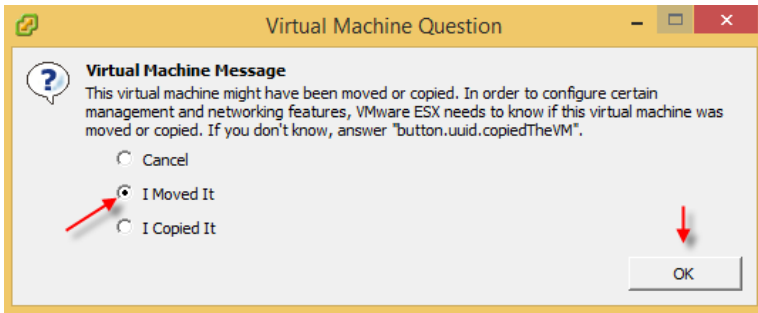 Virtual Machine Question
Virtual Machine Message
This virtual machine might have been moved or copied. In order to configure certain
management and networking features, VMware ESX needs to know if this virtual machine was
moved or copied. If you don't know, answer "button.uuid.copiedTheVM".
Cancel
I Moved It
I Copied It
OK